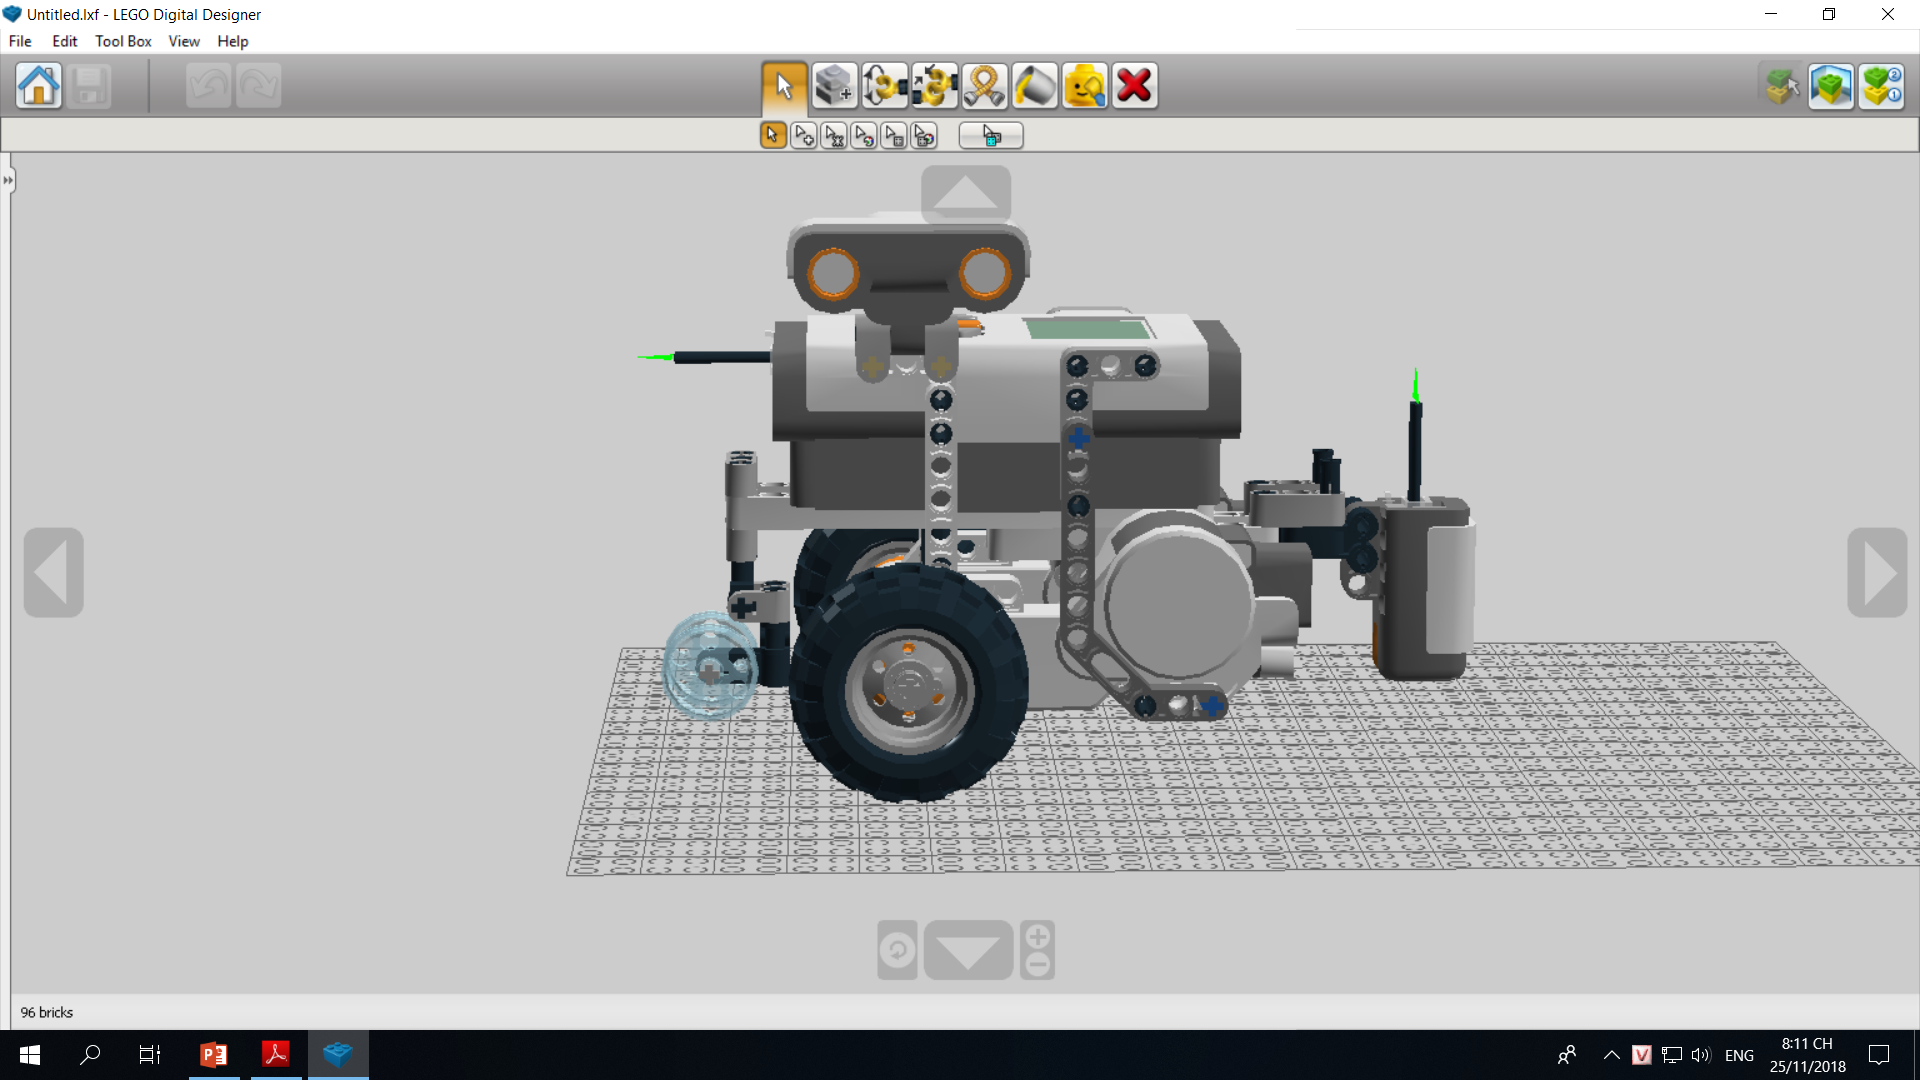 Untitled.lxf - LEGO Digital Designer
File Edit Tool Box View Help
96 bricks
ENG
8:11 CH
25/11/2018